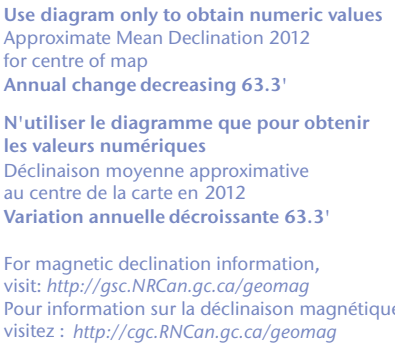 Use diagram only to obtain numeric values
Approximate Mean Declination 2012
for centre of map
Annual change decreasing 63.3'
N'utiliser le diagramme que pour obtenir
les valeurs numériques
Déclinaison moyenne approximative
au centre de la carte en 2012
Variation annuelle décroissante 63.3'
For magnetic declination information,
visit: http://gsc.NRCan.gc.ca/geomag
Pour information sur la déclinaison magnétique
visitez : http://cgc.RNCan.gc.ca/geomag